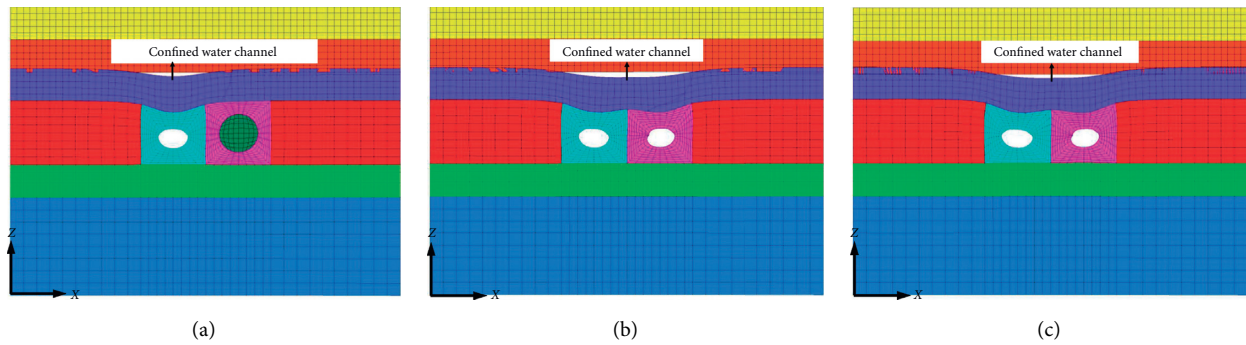 Confined water channel
Z
X
(a)
Confined water channel
Z
X
(b)
Confined water channel
Z
X
(c)